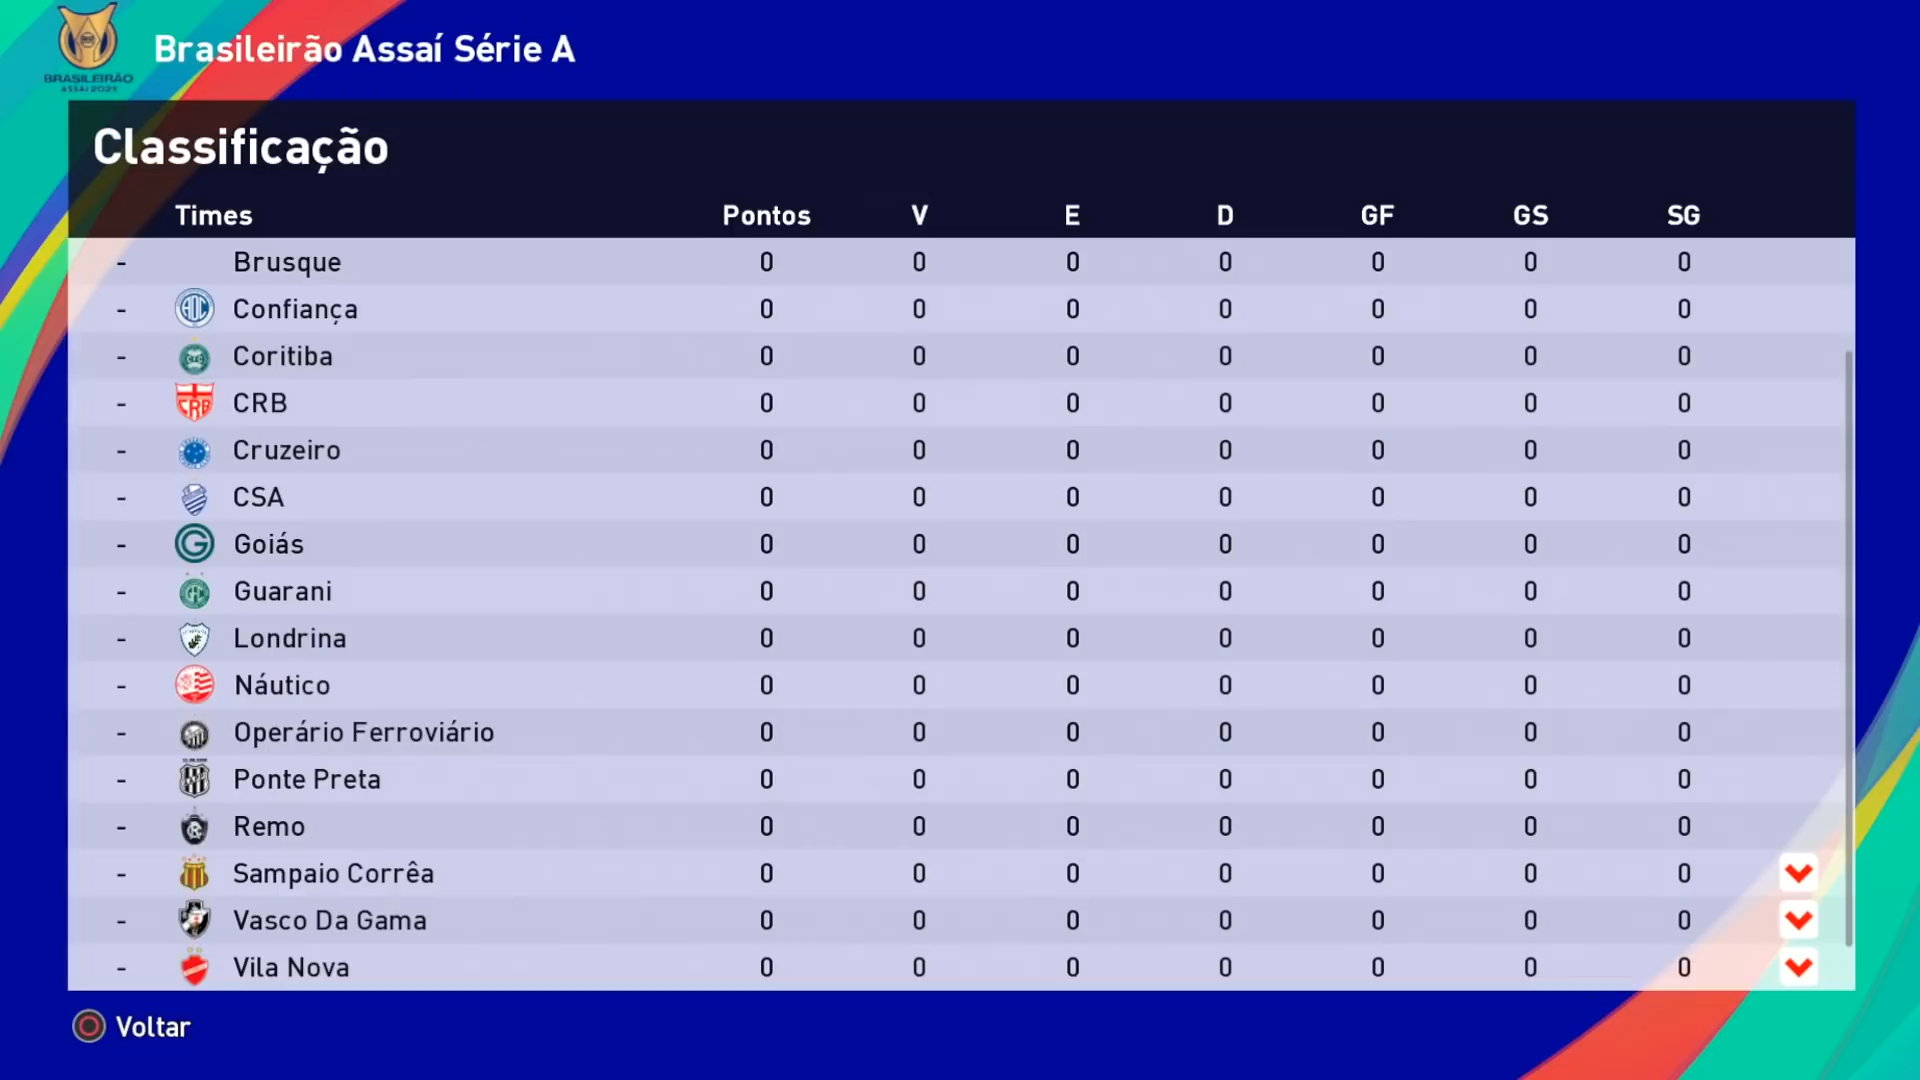 BRASILEIRÃO
ASSAÍ 2021
Brasileirão Assaí Série A
Classificação
Times Pontos V E D GF GS SG
- Brusque 0 0 0 0 0 0 0
- Confiança 0 0 0 0 0 0 0
- Coritiba 0 0 0 0 0 0 0
- CRB CRB 0 0 0 0 0 0 0
- Cruzeiro 0 0 0 0 0 0 0
- CSA 0 0 0 0 0 0 0
- G Goiás 0 0 0 0 0 0 0
- Guarani 0 0 0 0 0 0 0
- Londrina 0 0 0 0 0 0 0
- Náutico 0 0 0 0 0 0 0
- Operário Ferroviário 0 0 0 0 0 0 0
- Ponte Preta 0 0 0 0 0 0 0
- Remo 0 0 0 0 0 0 0
- Sampaio Corrêa 0 0 0 0 0 0 0
- Vasco Da Gama 0 0 0 0 0 0 0
- Vila Nova 0 0 0 0 0 0 0
Voltar